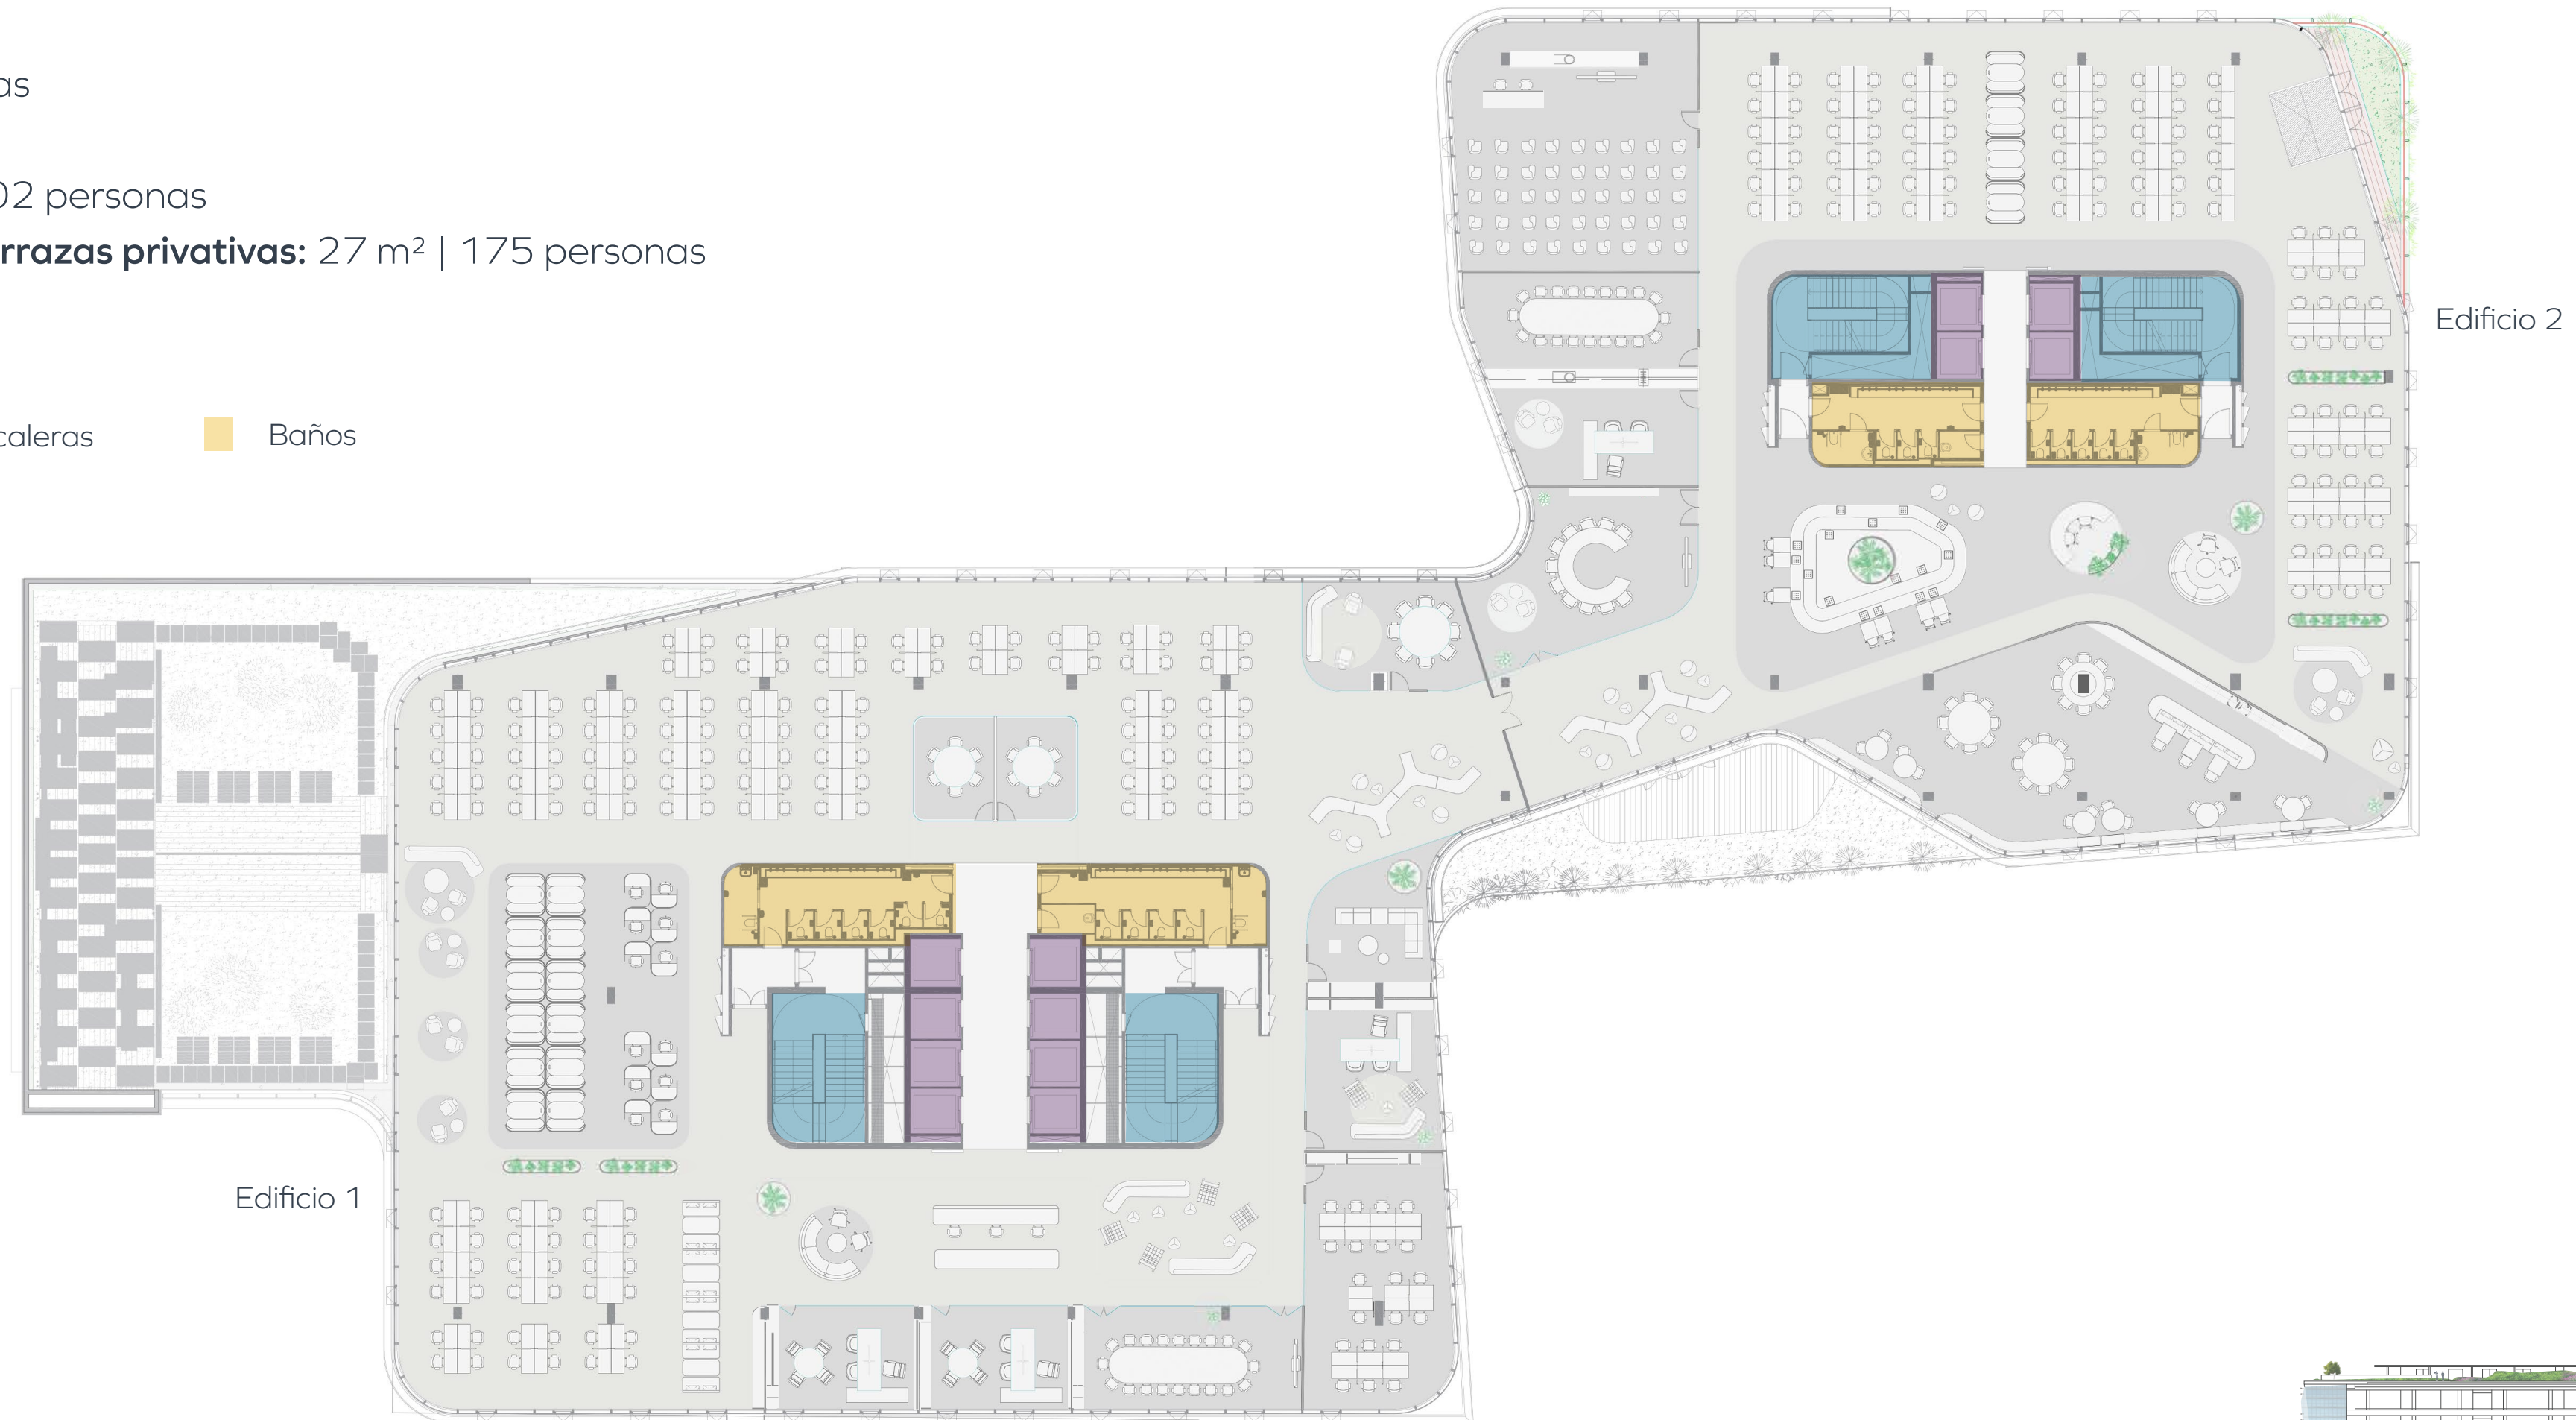 as
02 personas
rrazas privativas: 27 m² | 175 personas
caleras
Baños
Edificio 2
Edificio 1